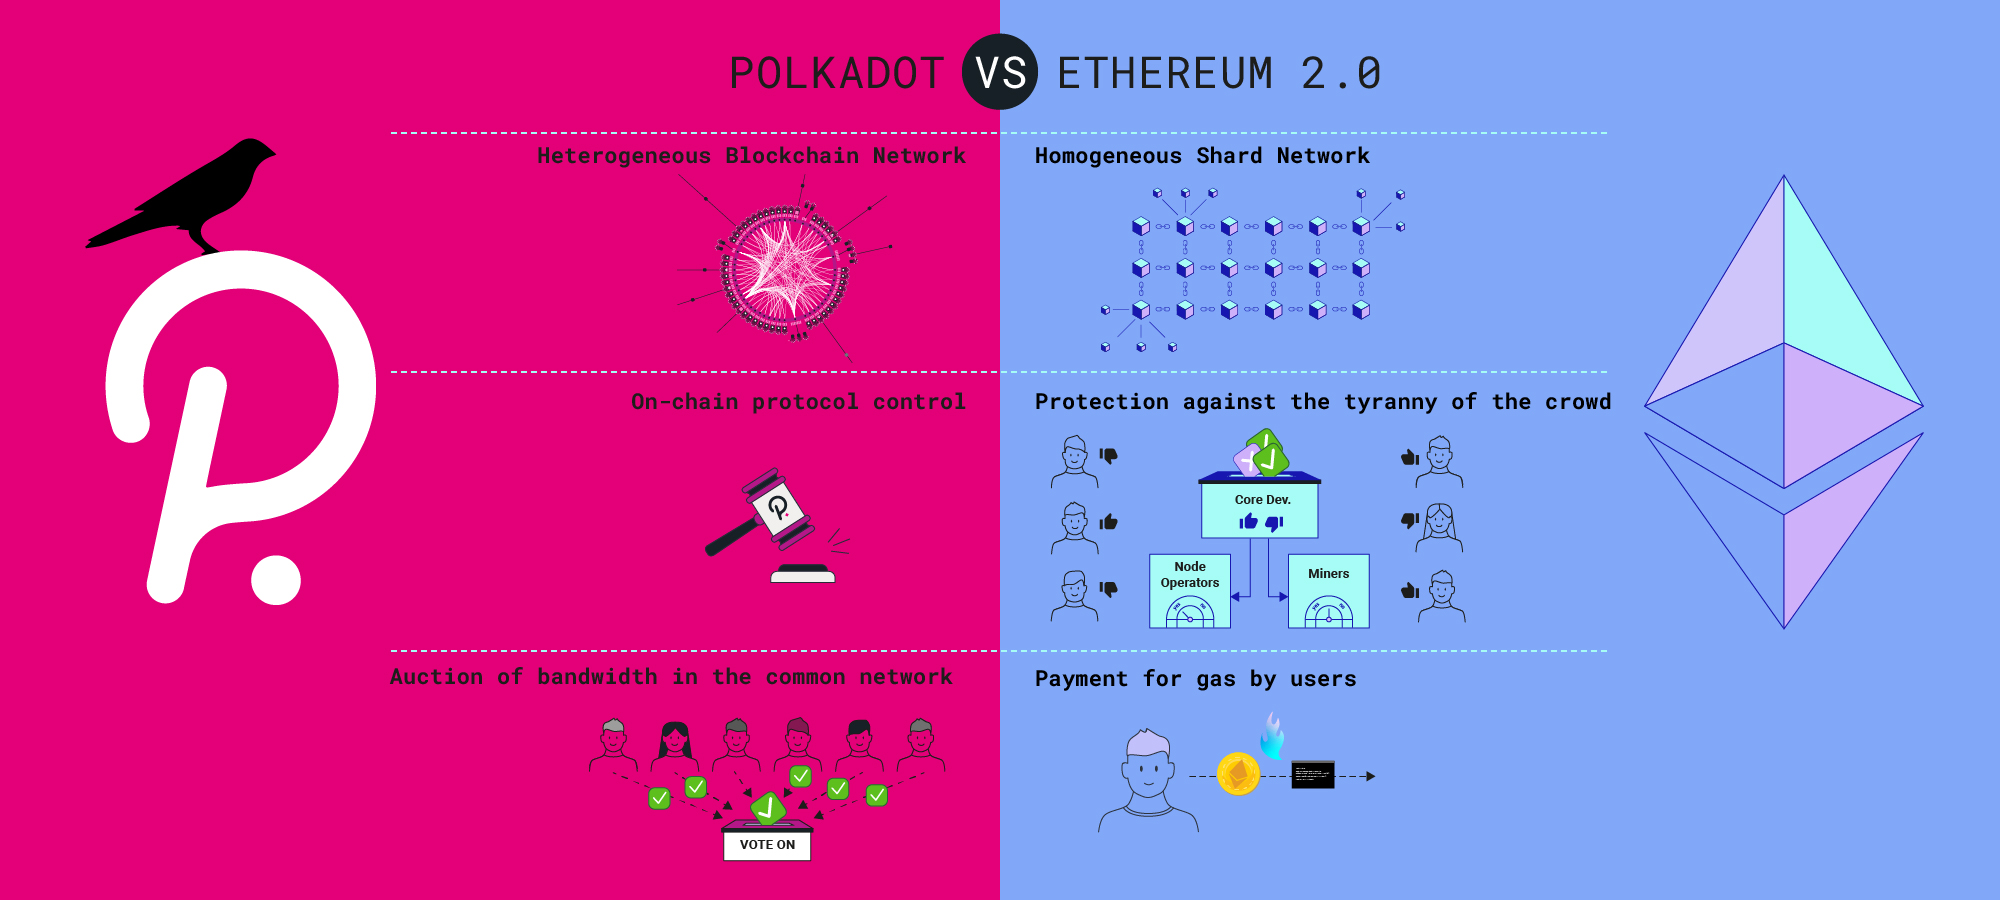 POLKADOT VS ETHEREUM 2.0
Heterogeneous Blockchain Network
Homogeneous Shard Network
On-chain protocol control
Protection against the tyranny of the crowd
Core Dev.
Node
Operators
Miners
Auction of bandwidth in the common network
Payment for gas by users
VOTE ON